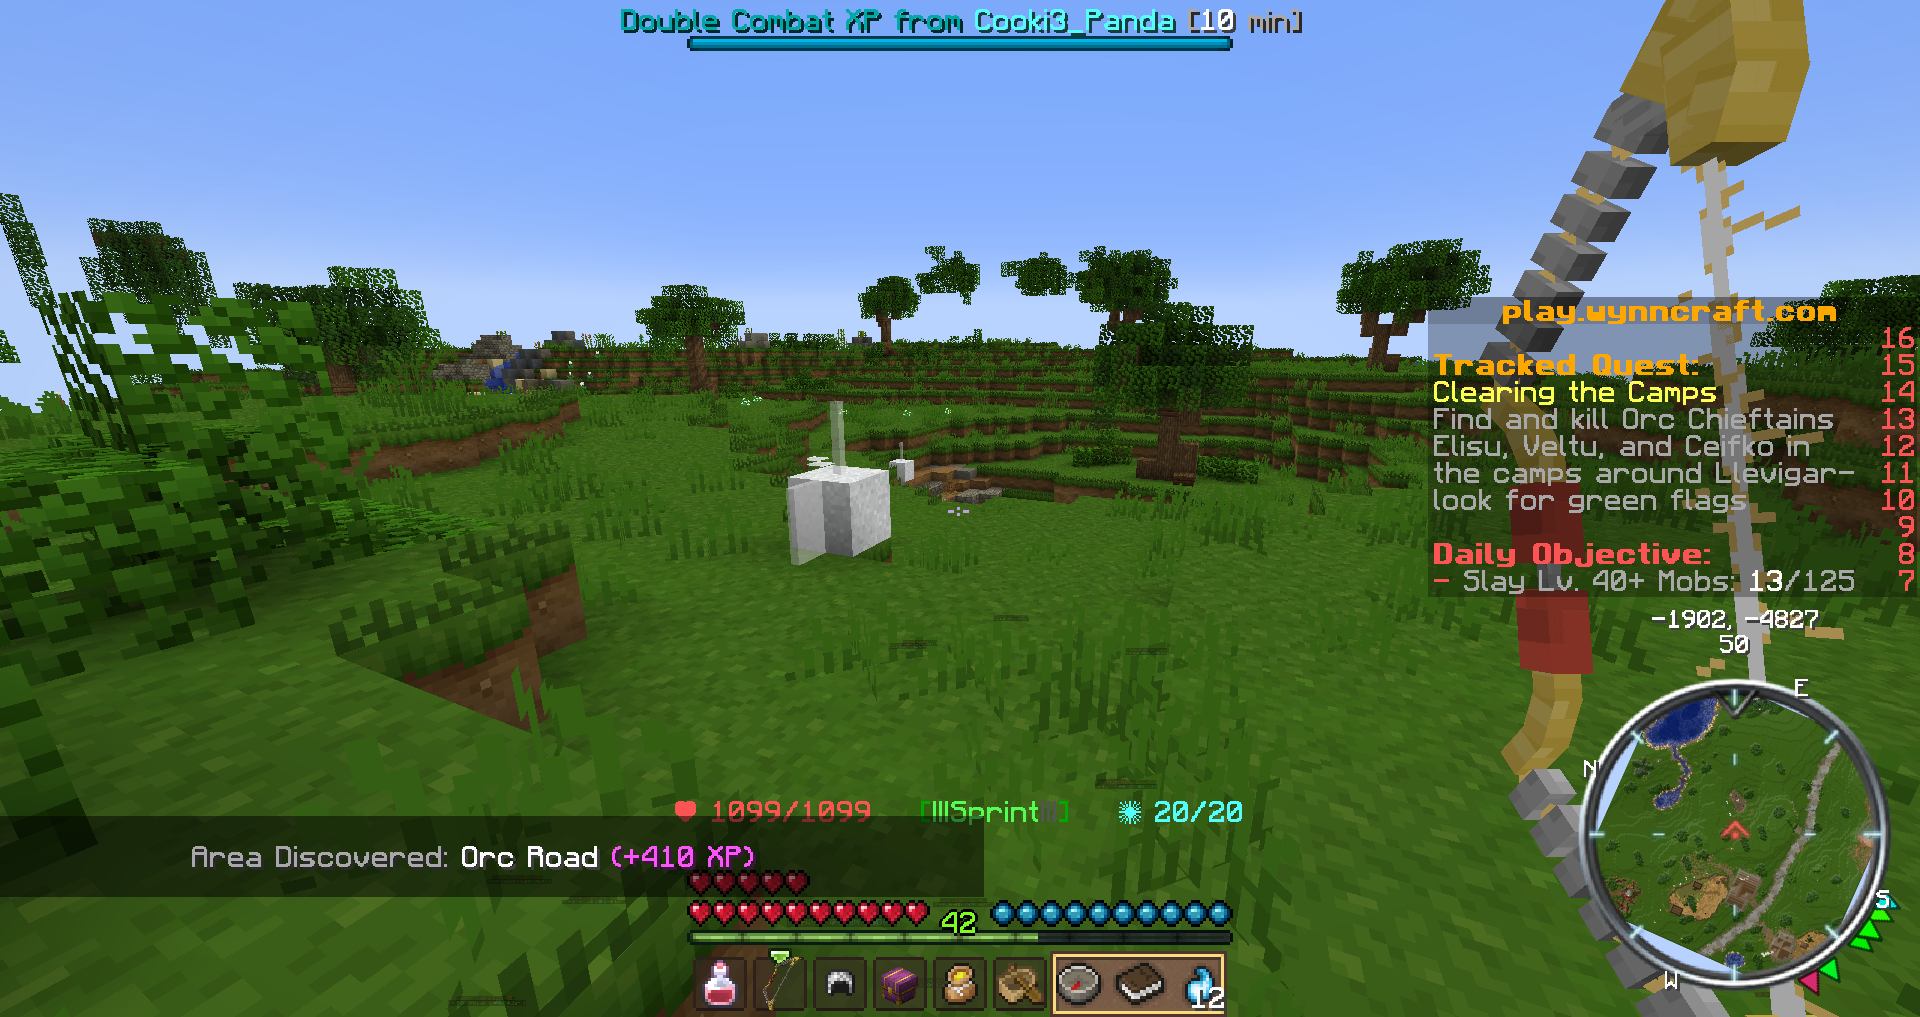 Double Combat XP from Cooki3_Panda [10 min]
play.wynncraft.com
16
Tracked Quest: 15
Clearing the Camps 14
Find and kill Orc Chieftains 13
Elisu, Veltu, and Ceifko in 12
the camps around Llevigar- 11
look for green flags 10
9
Daily Objective: 8
- Slay Lv. 40+ Mobs: 13/125 7
-1902, -4827
50
E
N
S
W
1099/1099 [|||Sprint|||] 20/20
Area Discovered: Orc Road (+410 XP)
42
12